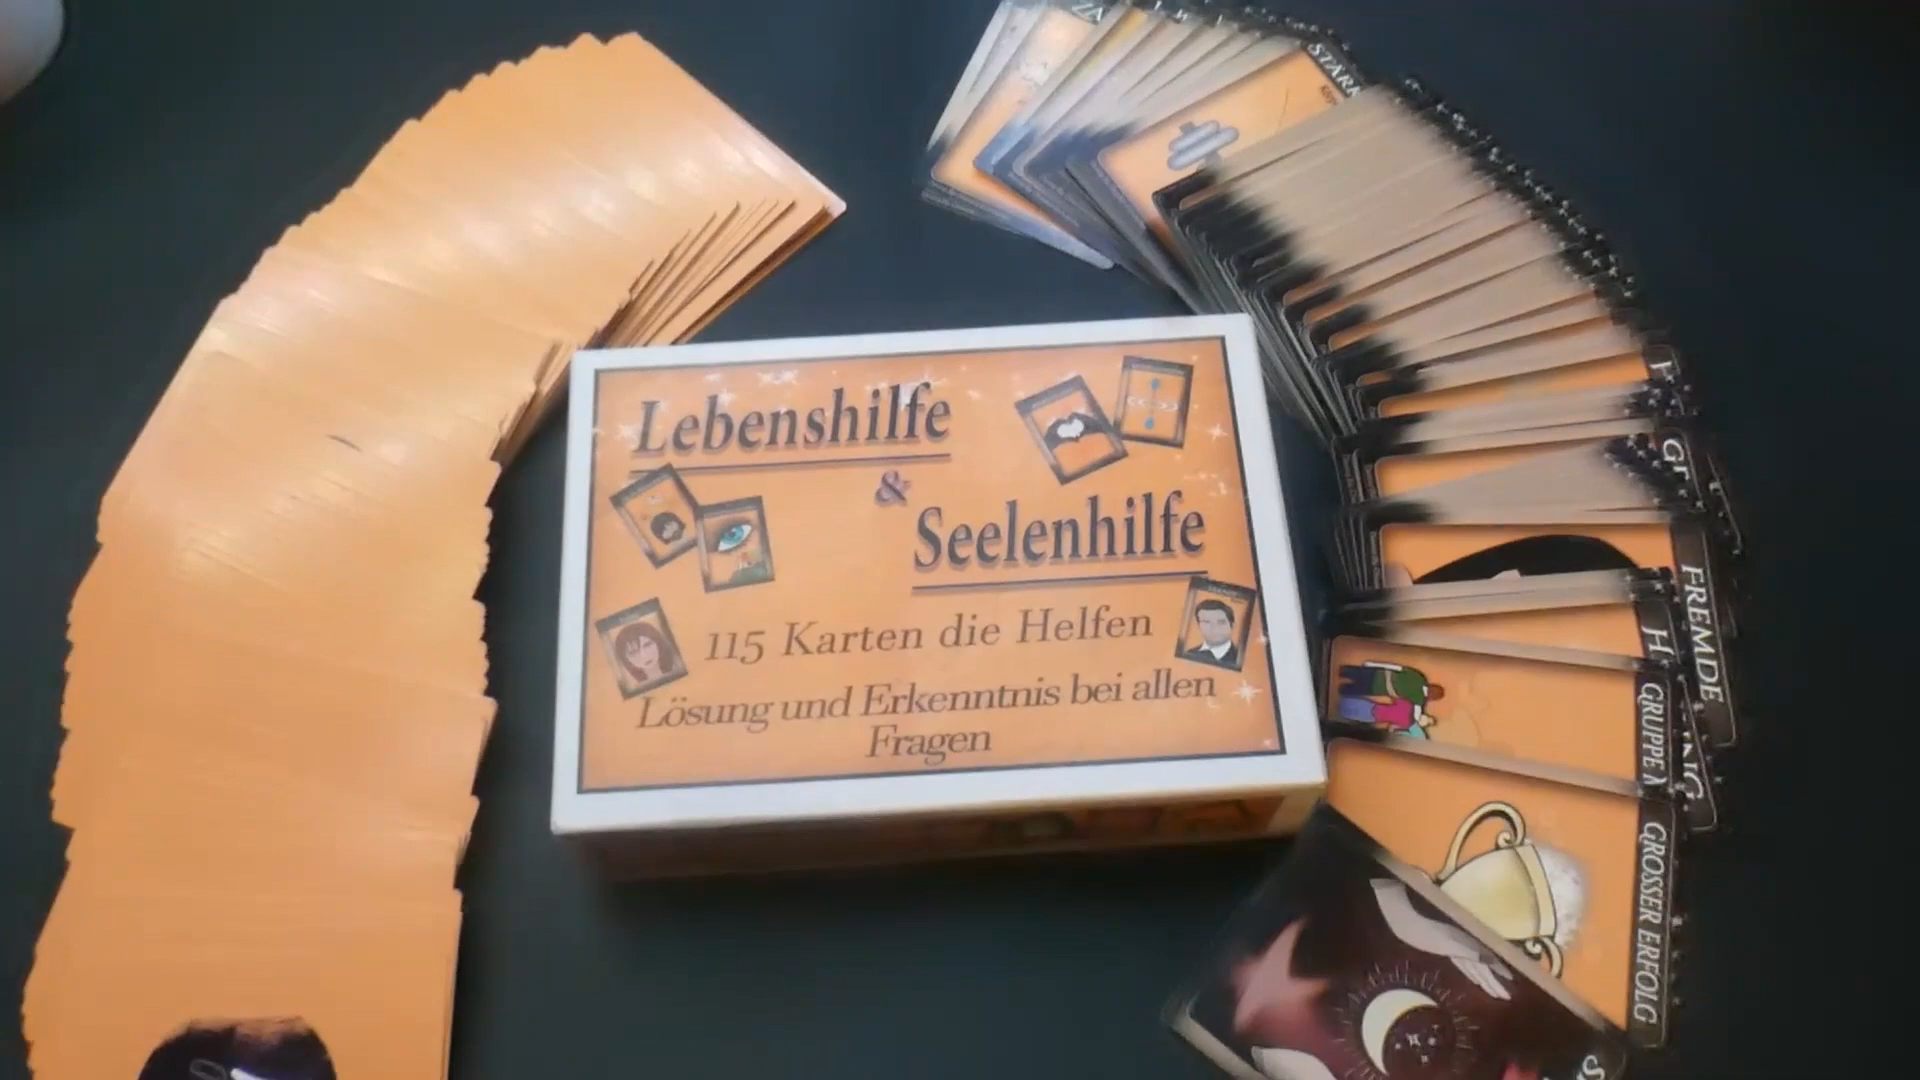 Lebenshilfe
&
Seelenhilfe
115 Karten die Helfen
Lösung und Erkenntnis bei allen
Fragen
FREMDE
GRUPPE
GROSSER ERFOLG